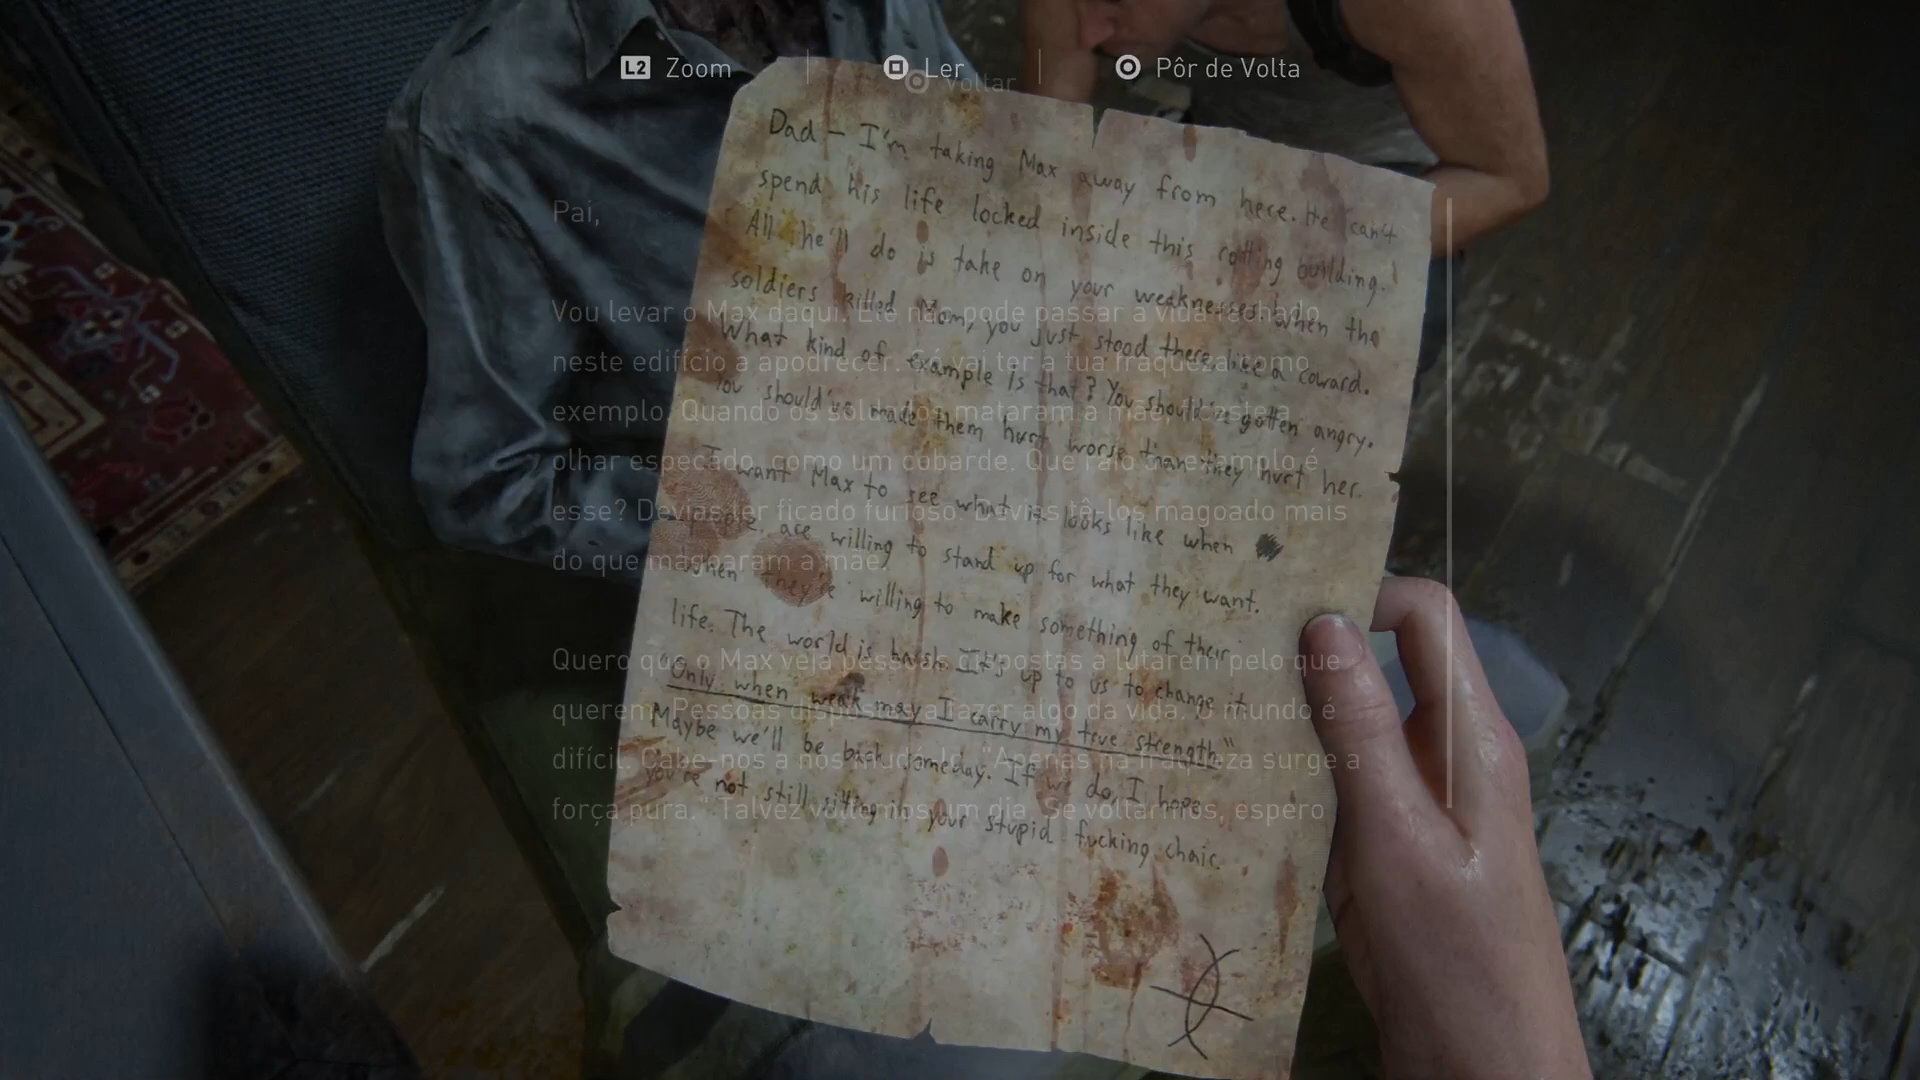 L2 Zoom
Ler
Pôr de Volta
Voltar
Dad – I'm taking Max away from here. He can't
spend his life locked inside this rotting building.
All he'll do is take on your weaknesses. When the
soldiers killed Mom, you just stood there like a coward.
What kind of example is that? You should've gotten angry.
You should've made them hurt worse than they hurt her.
I want Max to see what it looks like when
people are willing to stand up for what they want.
When they're willing to make something of their
life. The world is harsh. It's up to us to change it.
"Only when weak may I carry my true strength."
Maybe we'll be back someday. If we do, I hope
you're not still sitting in your stupid fucking chair.
Paí,
Vou levar o Max daqui. Ele não pode passar a vida fechado
neste edifício a apodrecer. Só vai ter a tua fraqueza como
exemplo. Quando os soldados mataram a mãe, ficaste a
olhar especado, como um cobarde. Que raio de exemplo é
esse? Devias ter ficado furioso. Devias tê-los magoado mais
do que magoaram a mãe.
Quero que o Max veja pessoas dispostas a lutarem pelo que
querem. Pessoas dispostas a fazer algo da vida. O mundo é
difícil. Cabe-nos a nós mudá-lo. "Apenas na fraqueza surge a
força pura." Talvez voltemos um dia. Se voltarmos, espero